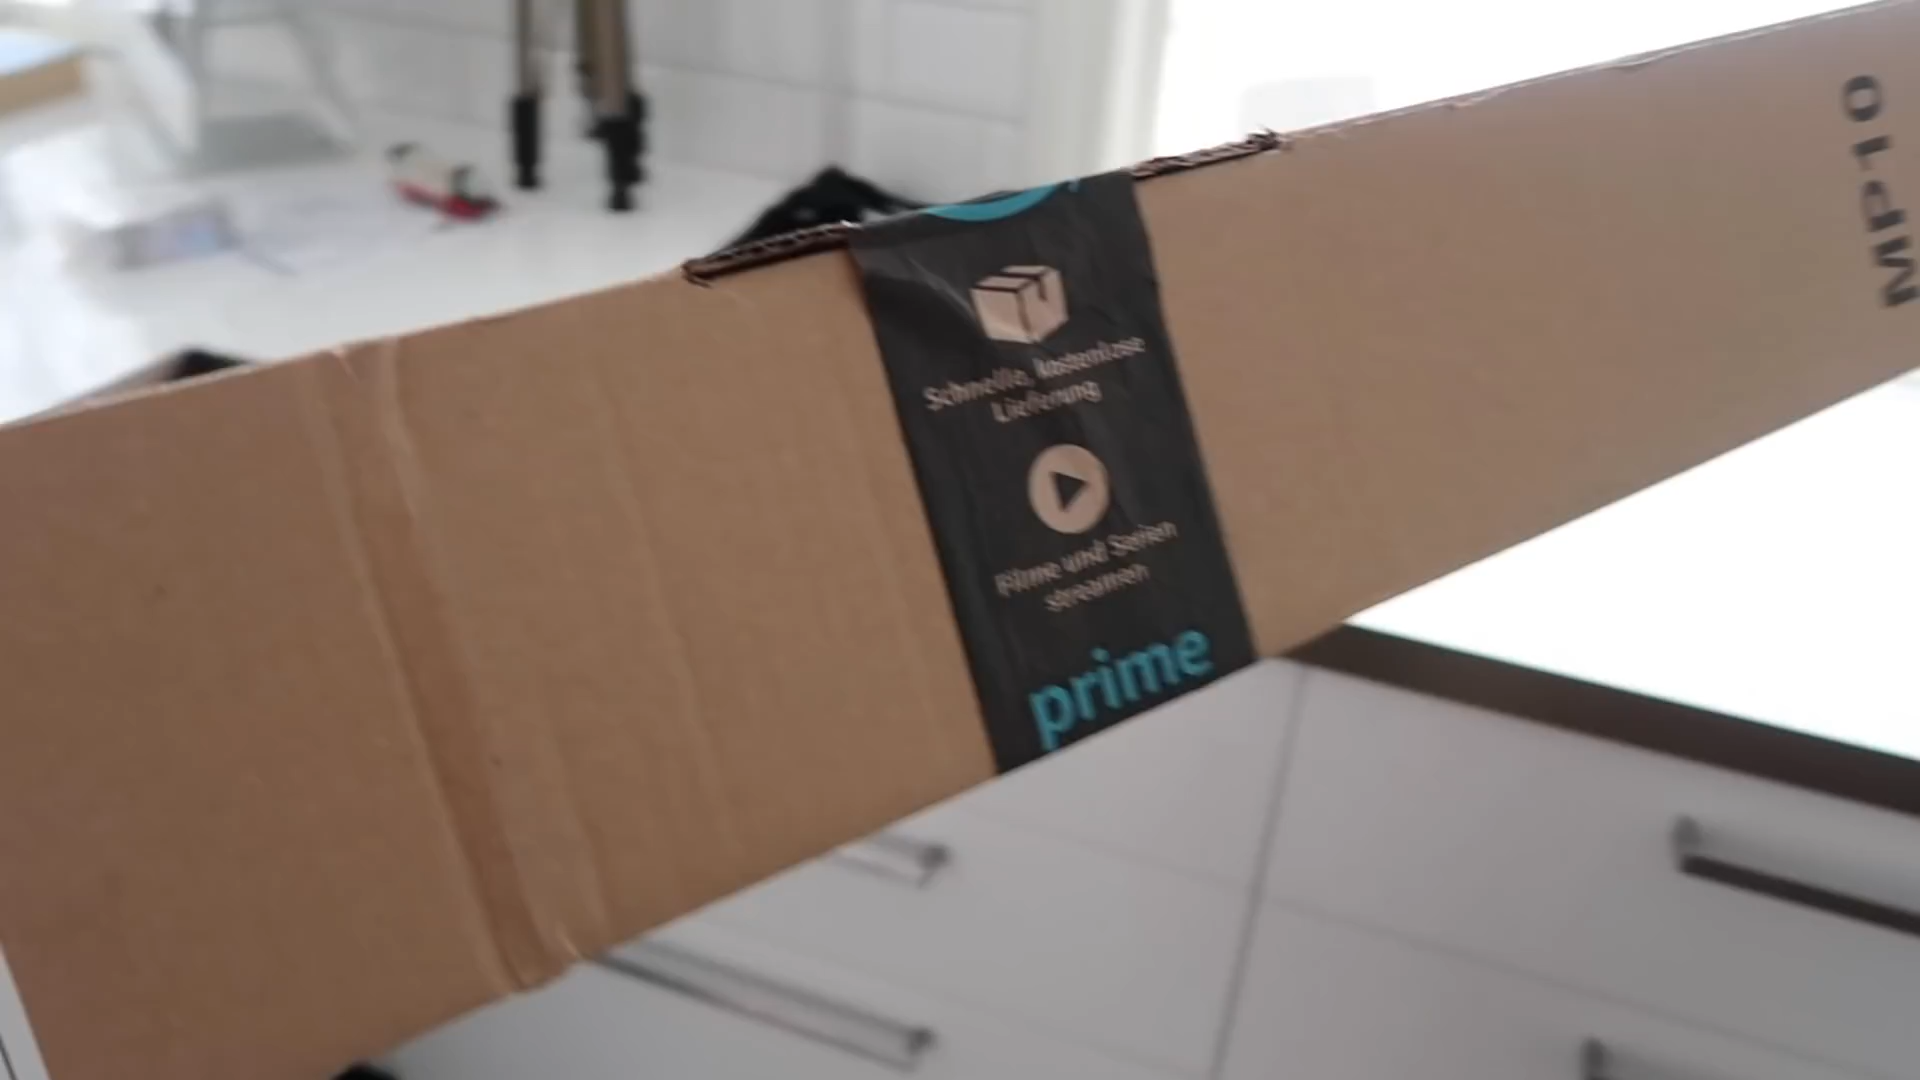 Schnelle, kostenlose
Lieferung
Filme und Serien
streamen
prime
MP10